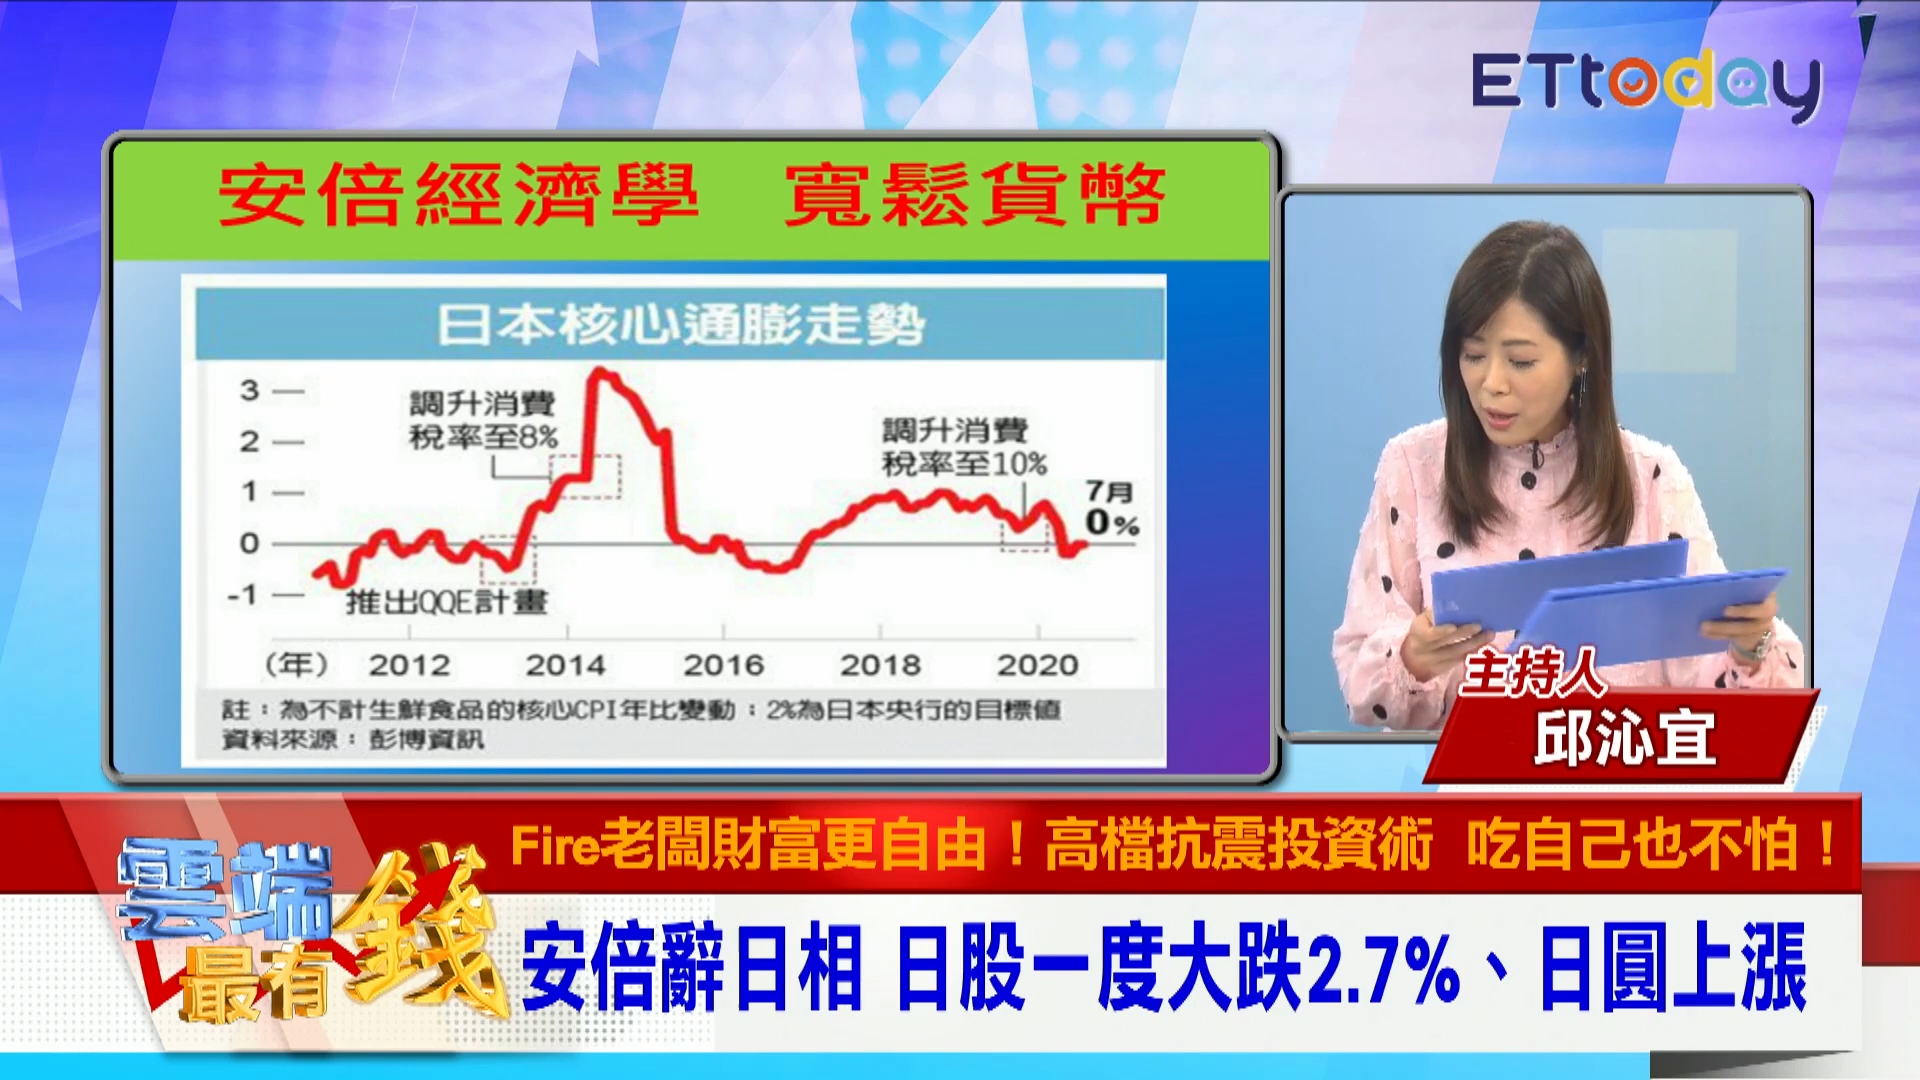 ETtoday
安倍經濟學 寬鬆貨幣
日本核心通膨走勢
3
2
1
0
-1
調升消費
稅率至8%
調升消費
稅率至10%
7月
0%
推出QQE計畫
(年) 2012 2014 2016 2018 2020
註：為不計生鮮食品的核心CPI年比變動；2%為日本央行的目標值
資料來源：彭博資訊
主持人
邱沁宜
Fire老闆財富更自由！高檔抗震投資術 吃自己也不怕！
雲端
最有錢
安倍辭日相 日股一度大跌2.7%、日圓上漲